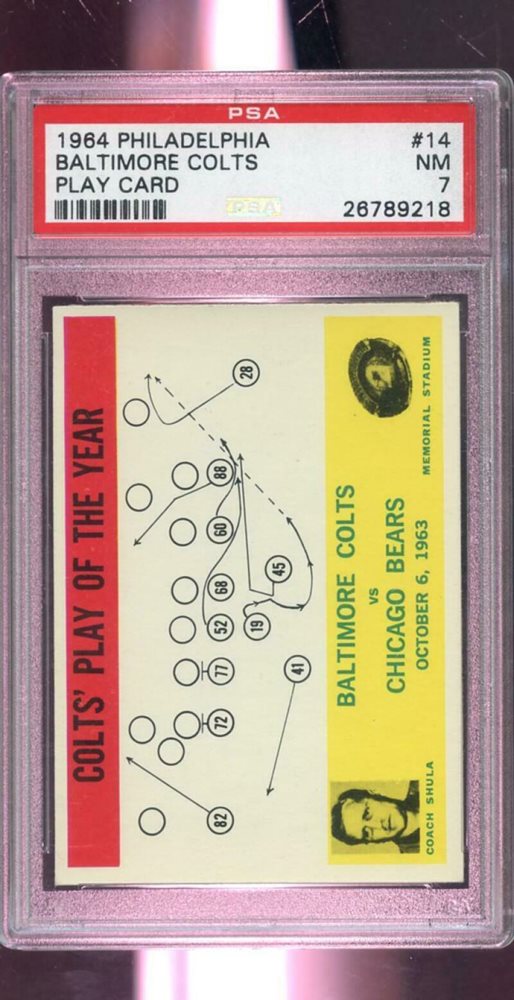 PSA
1964 PHILADELPHIA #14
BALTIMORE COLTS NM
PLAY CARD 7
PSA
26789218
COLTS' PLAY OF THE YEAR
28
88
60
45
68
52
19
77
41
72
82
MEMORIAL STADIUM
BALTIMORE COLTS
VS
CHICAGO BEARS
OCTOBER 6, 1963
COACH SHULA